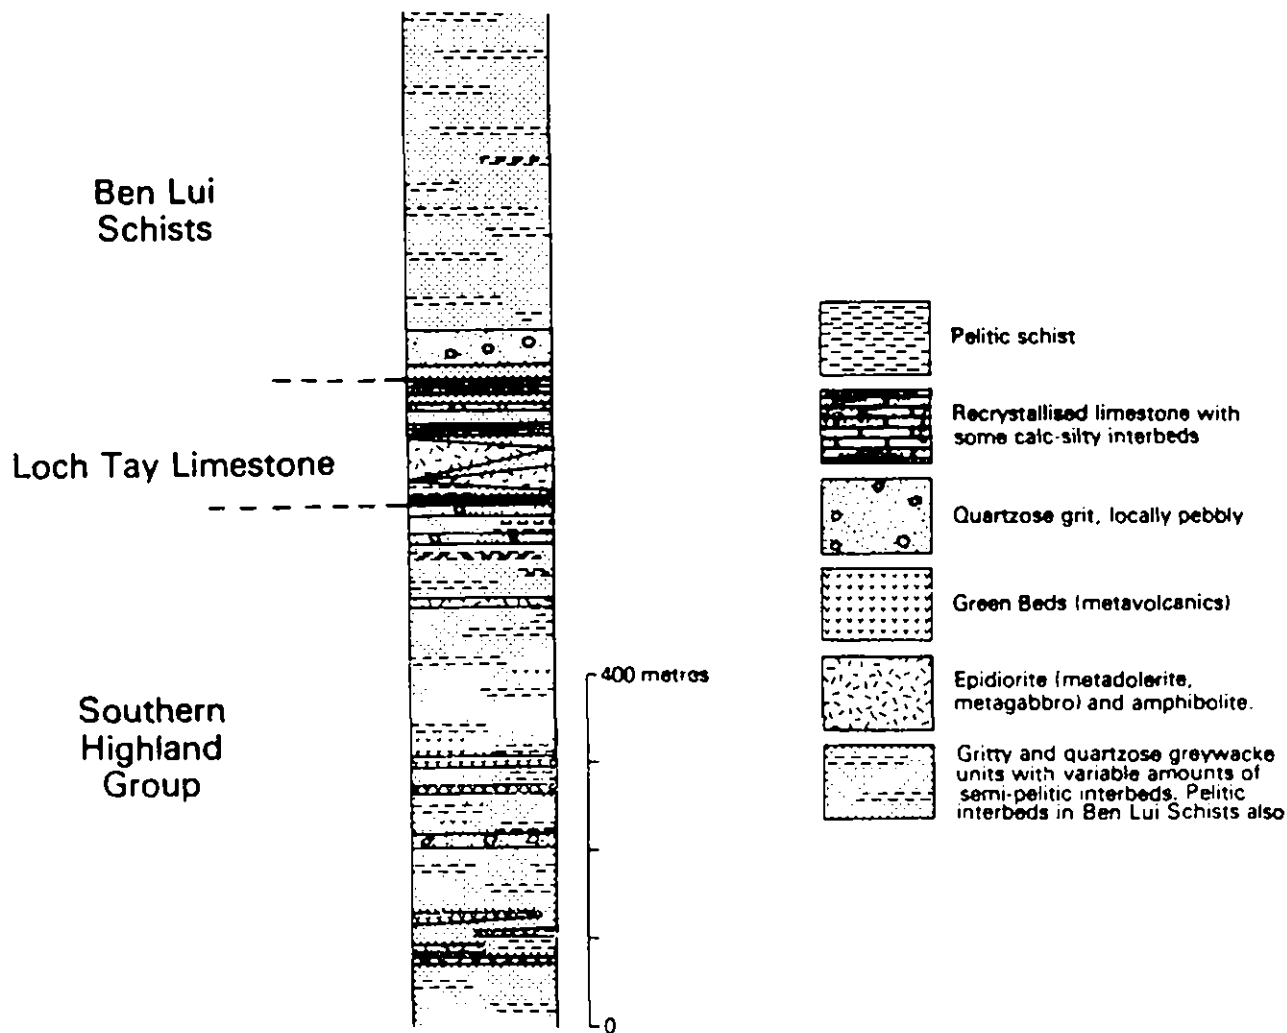 Ben Lui
Schists
Loch Tay Limestone
Southern
Highland
Group
400 metres
0
Pelitic schist
Recrystallised limestone with
some calc-silty interbeds
Quartzose grit, locally pebbly
Green Beds (metavolcanics)
Epidiorite (metadolerite,
metagabbro) and amphibolite.
Gritty and quartzose greywacke
units with variable amounts of
semi-pelitic interbeds. Pelitic
interbeds in Ben Lui Schists also